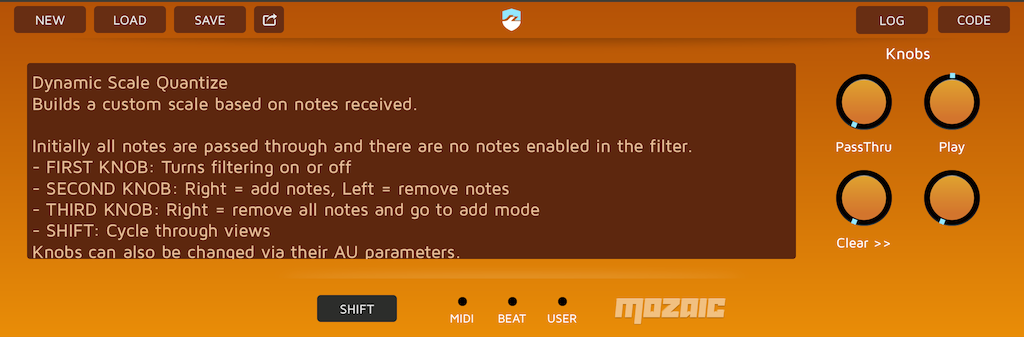 NEW LOAD SAVE LOG CODE
Knobs
Dynamic Scale Quantize
Builds a custom scale based on notes received.
Initially all notes are passed through and there are no notes enabled in the filter.
- FIRST KNOB: Turns filtering on or off
- SECOND KNOB: Right = add notes, Left = remove notes
- THIRD KNOB: Right = remove all notes and go to add mode
- SHIFT: Cycle through views
Knobs can also be changed via their AU parameters.
PassThru Play
Clear >>
SHIFT
MIDI BEAT USER
MOZAIC